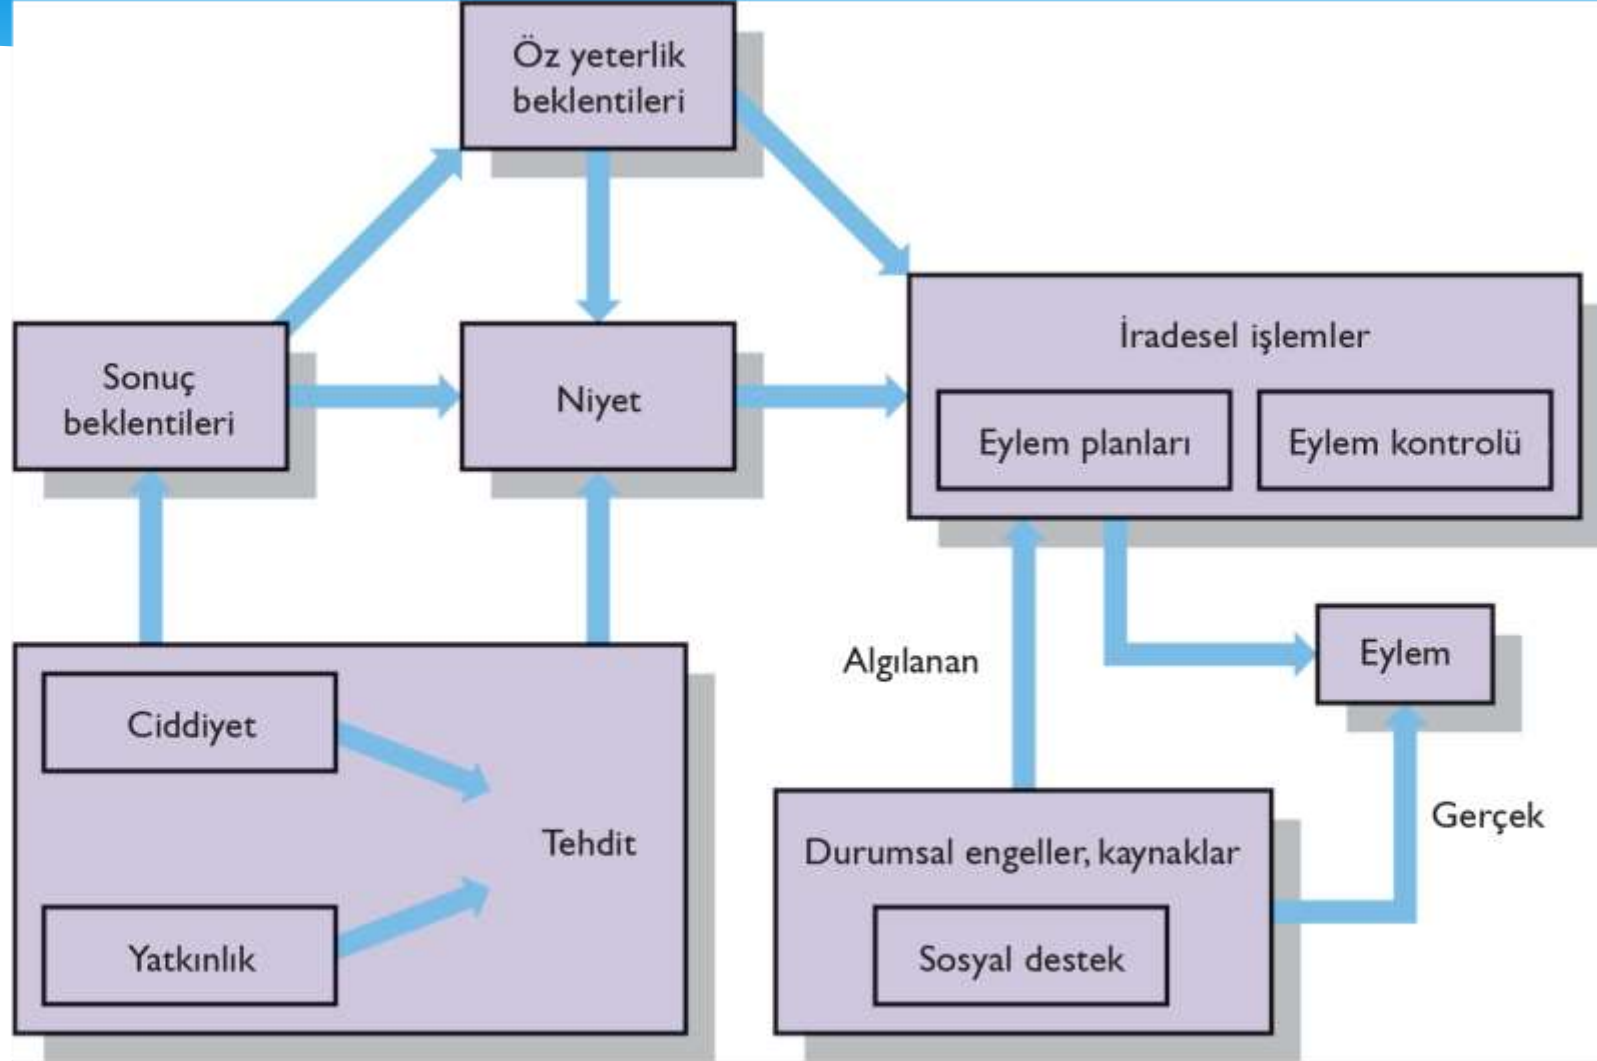 Öz yeterlik
beklentileri
Sonuç
beklentileri
Niyet
İradesel işlemler
Eylem planları
Eylem kontrolü
Ciddiyet
Tehdit
Yatkınlık
Algılanan
Eylem
Gerçek
Durumsal engeller, kaynaklar
Sosyal destek